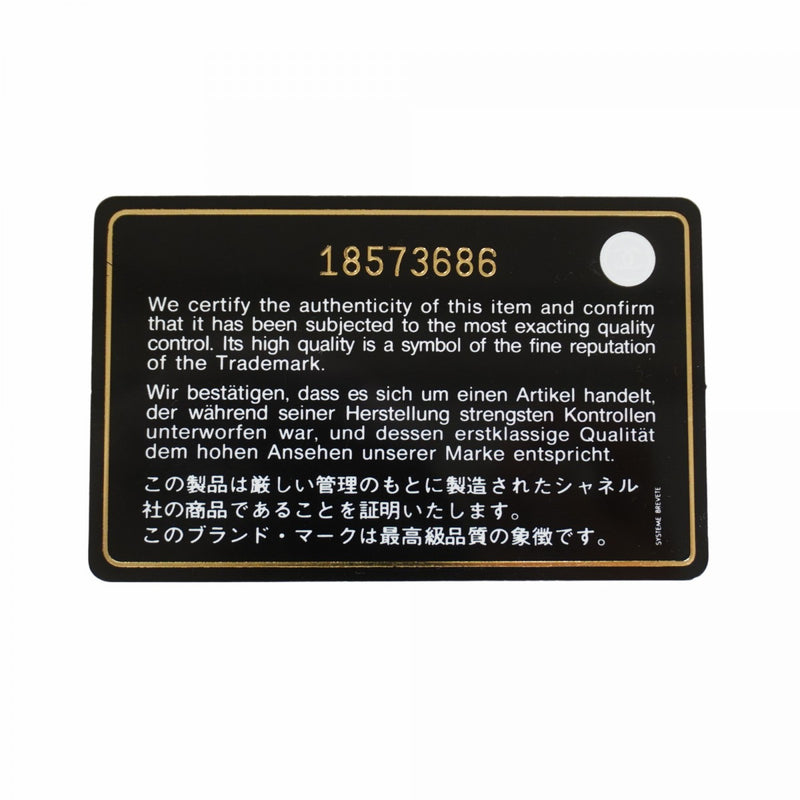 18573686
We certify the authenticity of this item and confirm
that it has been subjected to the most exacting quality
control. Its high quality is a symbol of the fine reputation
of the Trademark.
Wir bestätigen, dass es sich um einen Artikel handelt,
der während seiner Herstellung strengsten Kontrollen
unterworfen war, und dessen erstklassige Qualität
dem hohen Ansehen unserer Marke entspricht.
この製品は厳しい管理のもとに製造されたシャネル
社の商品であることを証明いたします。
このブランド・マークは最高級品質の象徴です。
SYSTEME BREVETE